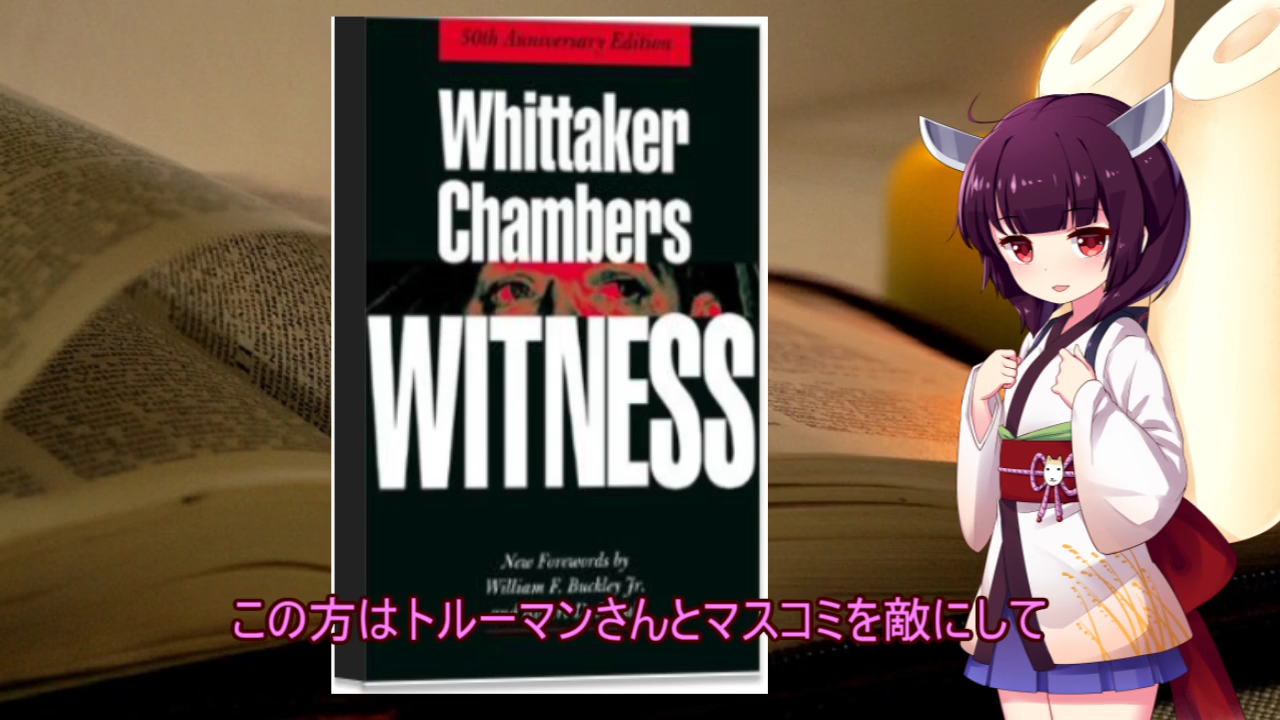 50th Anniversary Edition
Whittaker
Chambers
WITNESS
New Forewords by
William F. Buckley Jr.
この方はトルーマンさんとマスコミを敵にして